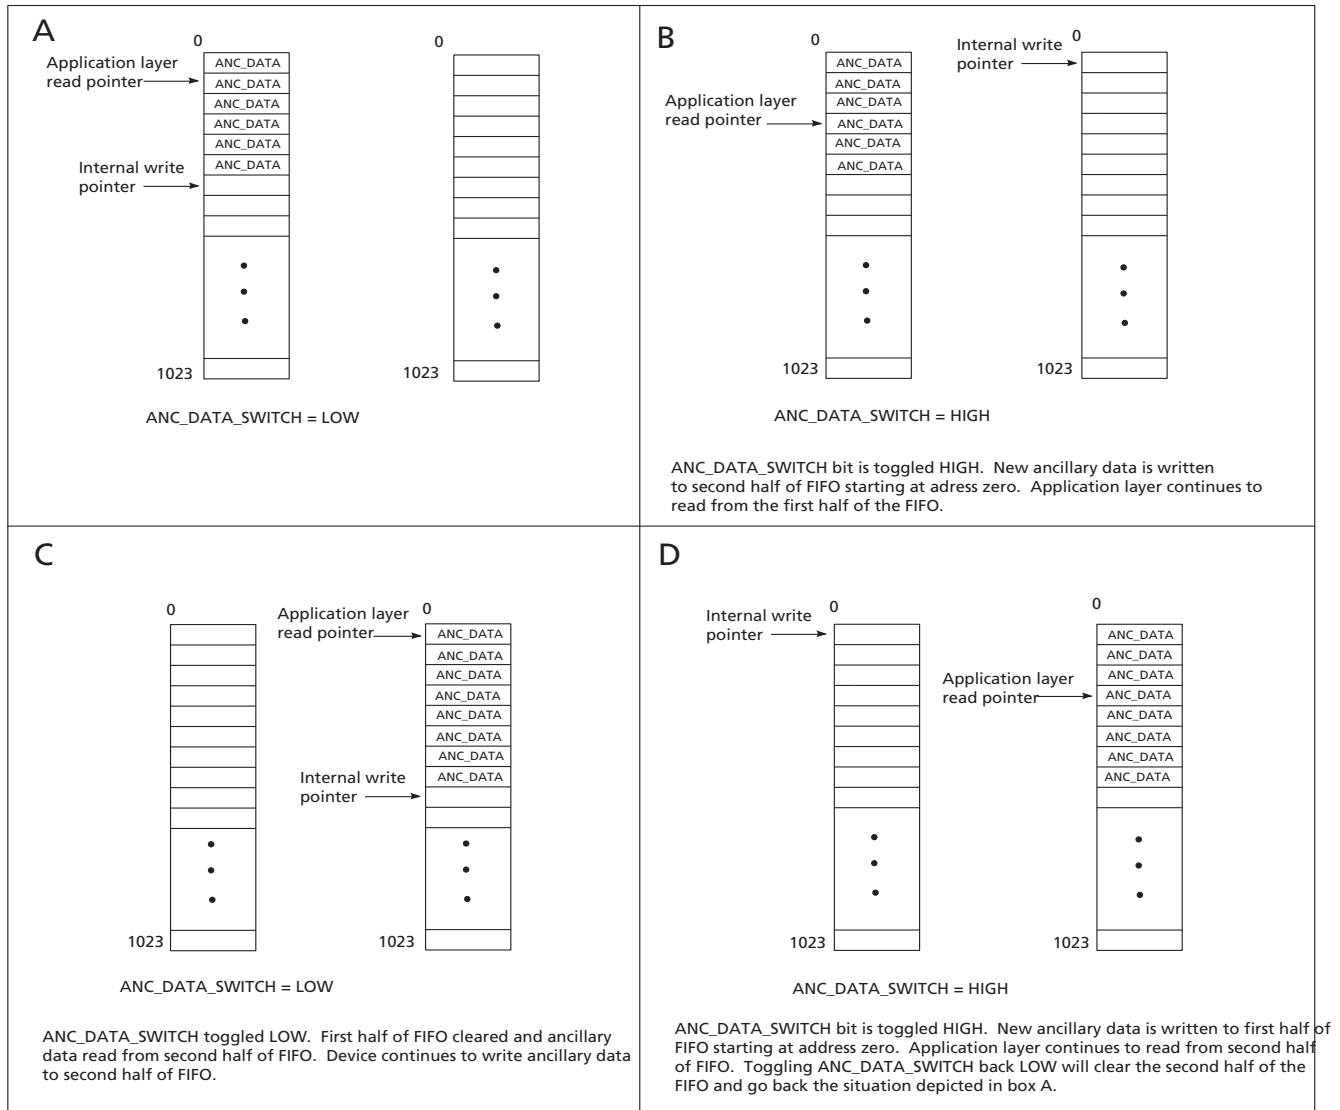 A
0
0
Application layer
read pointer
ANC_DATA
ANC_DATA
ANC_DATA
ANC_DATA
ANC_DATA
ANC_DATA
Internal write
pointer
1023
1023
ANC_DATA_SWITCH = LOW
B
0
0
Internal write
pointer
Application layer
read pointer
ANC_DATA
ANC_DATA
ANC_DATA
ANC_DATA
ANC_DATA
ANC_DATA
1023
1023
ANC_DATA_SWITCH = HIGH
ANC_DATA_SWITCH bit is toggled HIGH.  New ancillary data is written
to second half of FIFO starting at adress zero.  Application layer continues to
read from the first half of the FIFO.
C
0
0
Application layer
read pointer
ANC_DATA
ANC_DATA
ANC_DATA
ANC_DATA
ANC_DATA
ANC_DATA
ANC_DATA
ANC_DATA
Internal write
pointer
1023
1023
ANC_DATA_SWITCH = LOW
ANC_DATA_SWITCH toggled LOW.  First half of FIFO cleared and ancillary
data read from second half of FIFO.  Device continues to write ancillary data
to second half of FIFO.
D
0
0
Internal write
pointer
Application layer
read pointer
ANC_DATA
ANC_DATA
ANC_DATA
ANC_DATA
ANC_DATA
ANC_DATA
ANC_DATA
ANC_DATA
1023
1023
ANC_DATA_SWITCH = HIGH
ANC_DATA_SWITCH bit is toggled HIGH.  New ancillary data is written to first half of
FIFO starting at address zero.  Application layer continues to read from second half
of FIFO.  Toggling ANC_DATA_SWITCH back LOW will clear the second half of the
FIFO and go back the situation depicted in box A.